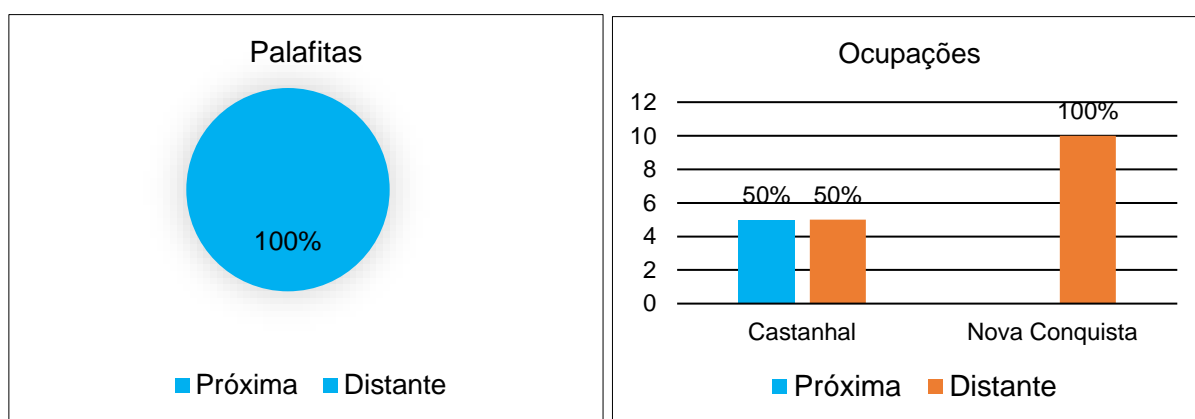 Palafitas
100%
Próxima Distante
Ocupações
12
10
8
6
4
2
0
50% 50%
100%
Castanhal Nova Conquista
Próxima Distante